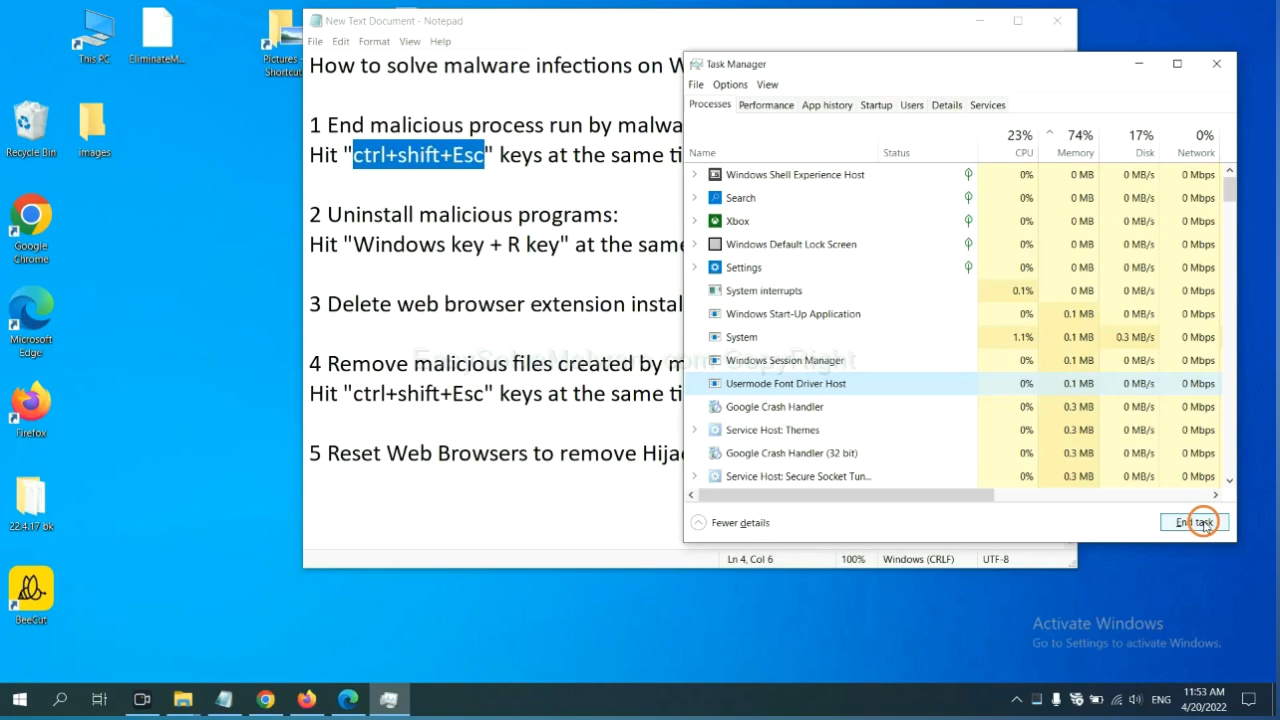 This PC
EliminateM...
Pictures -
Shortcut
Recycle Bin
images
Google
Chrome
Microsoft
Edge
Firefox
22.4.17 bk
BeeCut
New Text Document - Notepad
File Edit Format View Help
How to solve malware infections on W
1 End malicious process run by malwa
Hit "ctrl+shift+Esc" keys at the same ti
2 Uninstall malicious programs:
Hit "Windows key + R key" at the same
3 Delete web browser extension instal
4 Remove malicious files created by m
Hit "ctrl+shift+Esc" keys at the same ti
5 Reset Web Browsers to remove Hija
Ln 4, Col 6 100% Windows (CRLF) UTF-8
Task Manager
File Options View
Processes Performance App history Startup Users Details Services
23% 74% 17% 0%
Name Status CPU Memory Disk Network
Windows Shell Experience Host 0% 0 MB 0 MB/s 0 Mbps
Search 0% 0 MB 0 MB/s 0 Mbps
Xbox 0% 0 MB 0 MB/s 0 Mbps
Windows Default Lock Screen 0% 0 MB 0 MB/s 0 Mbps
Settings 0% 0 MB 0 MB/s 0 Mbps
System interrupts 0.1% 0 MB 0 MB/s 0 Mbps
Windows Start-Up Application 0% 0.1 MB 0 MB/s 0 Mbps
System 1.1% 0.1 MB 0.3 MB/s 0 Mbps
Windows Session Manager 0% 0.1 MB 0 MB/s 0 Mbps
Usermode Font Driver Host 0% 0.1 MB 0 MB/s 0 Mbps
Google Crash Handler 0% 0.3 MB 0 MB/s 0 Mbps
Service Host: Themes 0% 0.3 MB 0 MB/s 0 Mbps
Google Crash Handler (32 bit) 0% 0.3 MB 0 MB/s 0 Mbps
Service Host: Secure Socket Tun... 0% 0.3 MB 0 MB/s 0 Mbps
Fewer details
End task
Activate Windows
Go to Settings to activate Windows.
ENG
11:53 AM
4/20/2022